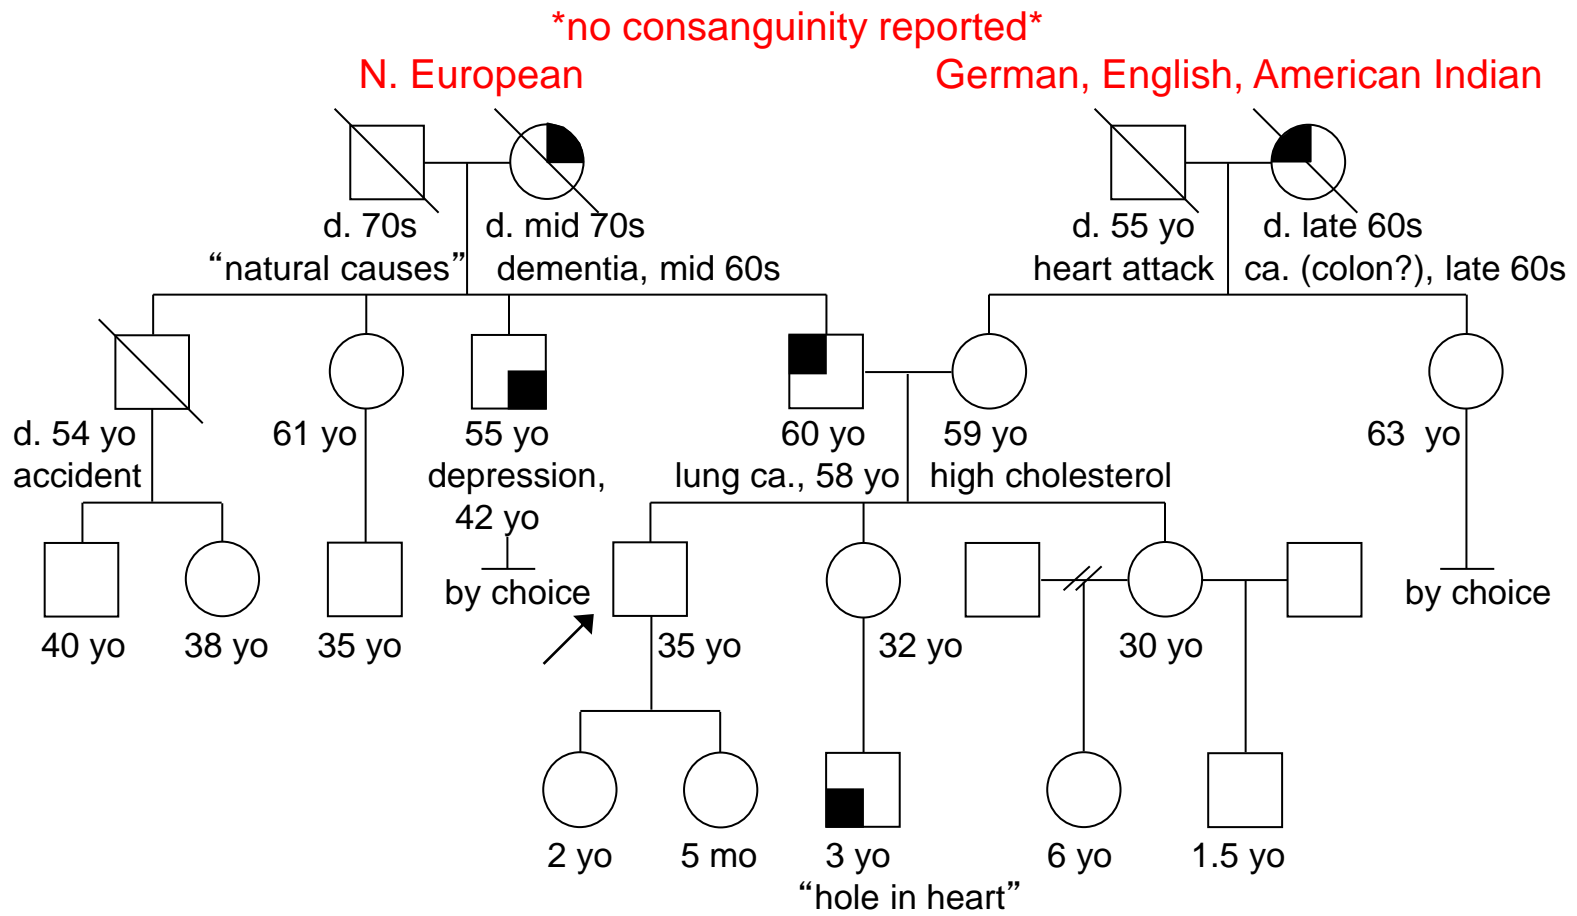 *no consanguinity reported*
N. European
German, English, American Indian
d. 70s
“natural causes”
d. mid 70s
dementia, mid 60s
d. 55 yo
heart attack
d. late 60s
ca. (colon?), late 60s
d. 54 yo
accident
61 yo
55 yo
depression,
42 yo
by choice
60 yo
lung ca., 58 yo
59 yo
high cholesterol
63 yo
by choice
40 yo
38 yo
35 yo
35 yo
32 yo
30 yo
2 yo
5 mo
3 yo
“hole in heart”
6 yo
1.5 yo